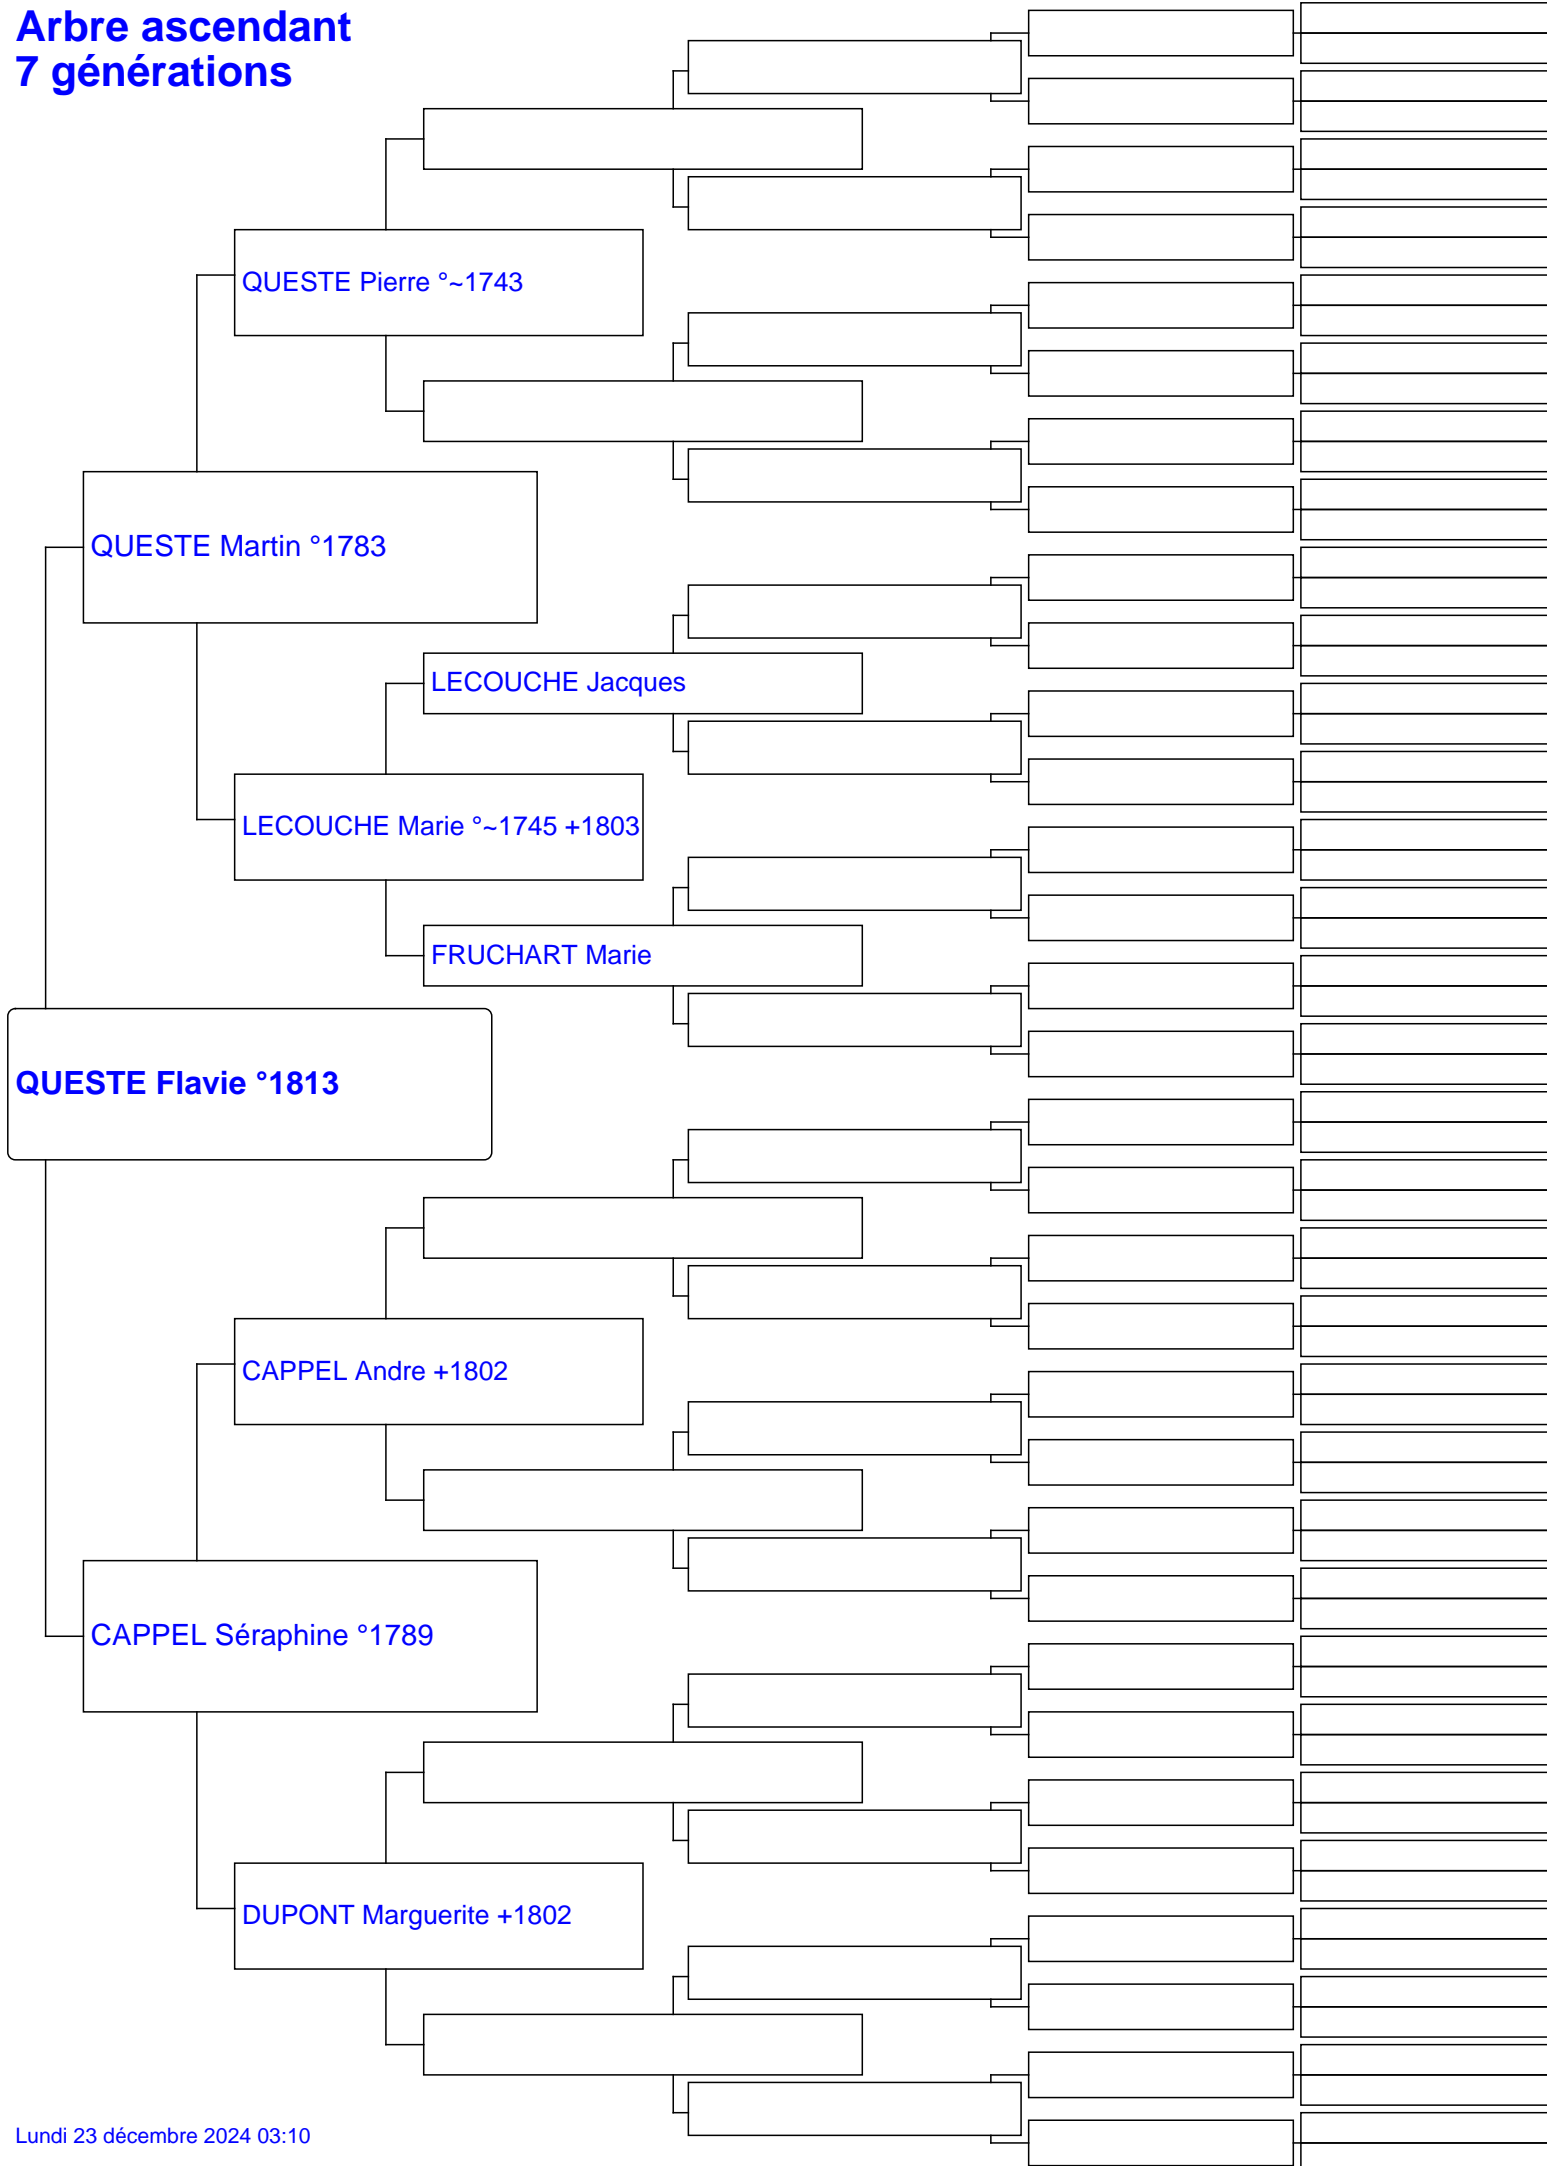 Arbre ascendant
7 générations
QUESTE Pierre °~1743
QUESTE Martin °1783
LECOUCHE Jacques
LECOUCHE Marie °~1745 +1803
FRUCHART Marie
QUESTE Flavie °1813
CAPPEL Andre +1802
CAPPEL Séraphine °1789
DUPONT Marguerite +1802
Lundi 23 décembre 2024 03:10